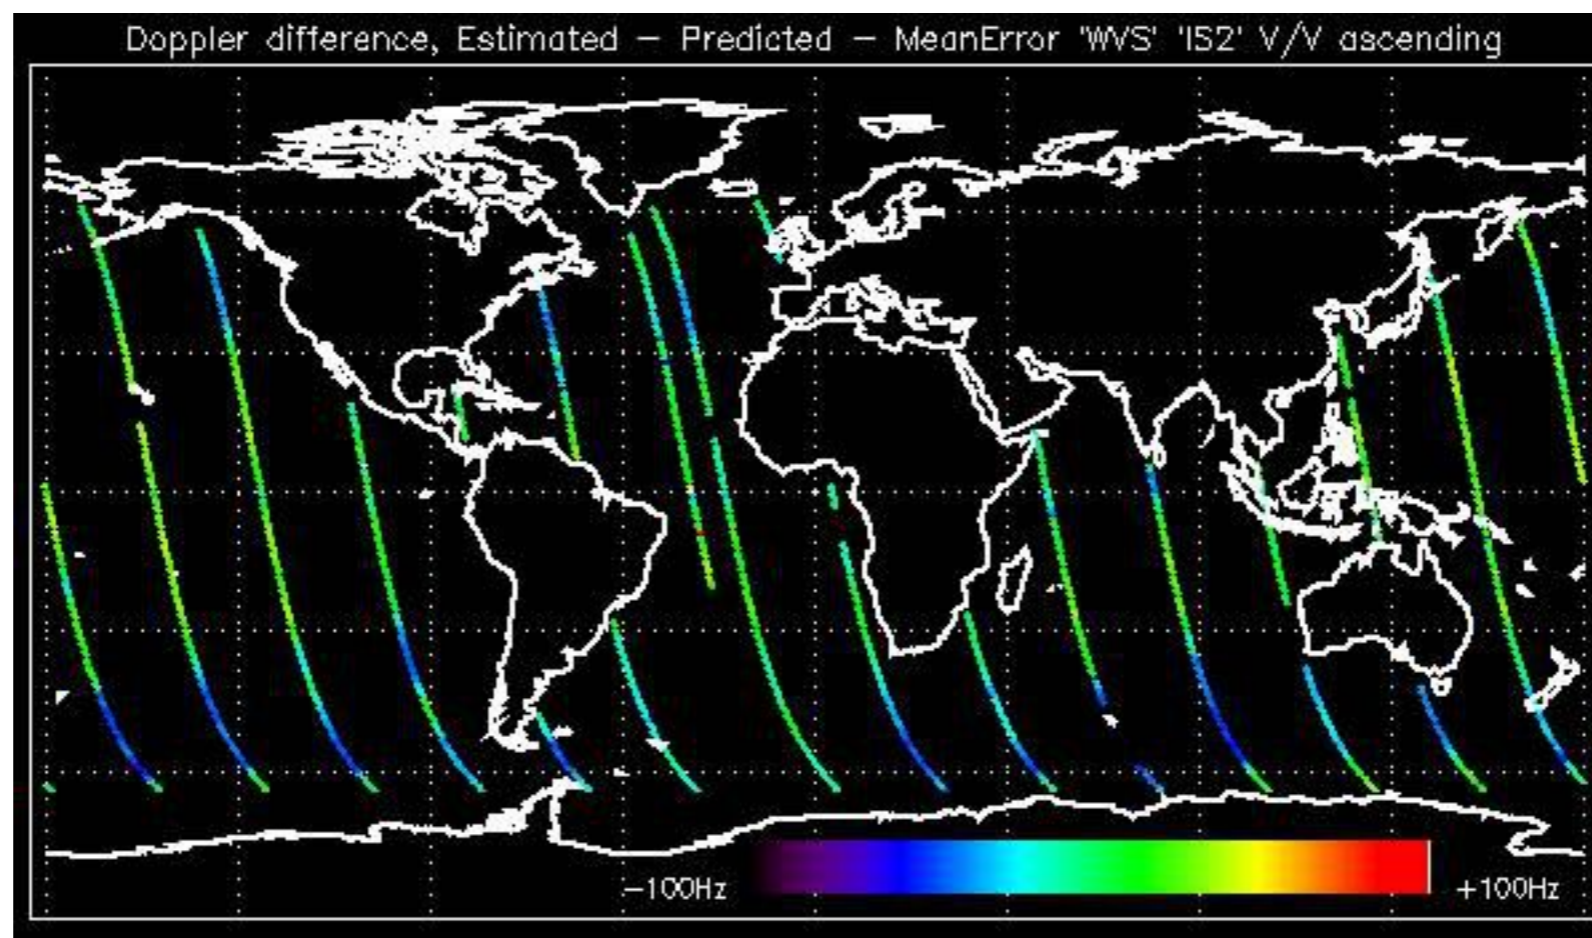 Doppler difference, Estimated — Predicted — MeanError 'WVS' 'IS2' V/V ascending
−100Hz
+100Hz